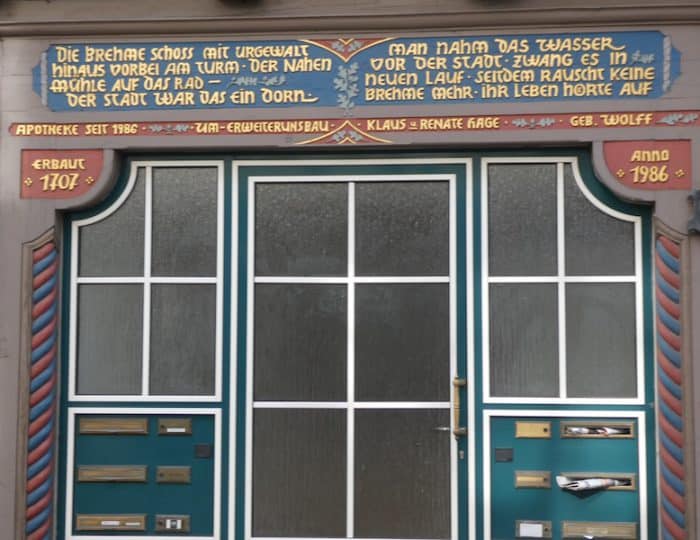 Die Brehme schoss mit urgewalt
hinaus vorbei am Turm · der nahen
mühle auf das rad —
der stadt war das ein dorn
man nahm das wasser
vor der stadt · zwang es in
neuen lauf · seitdem rauscht keine
brehme mehr · ihr leben hörte auf
APOTHEKE SEIT 1986 · UM-ERWEITERUNSBAU · KLAUS u RENATE HAGE · GEB. WOLFF
ERBAUT
1707
ANNO
1986